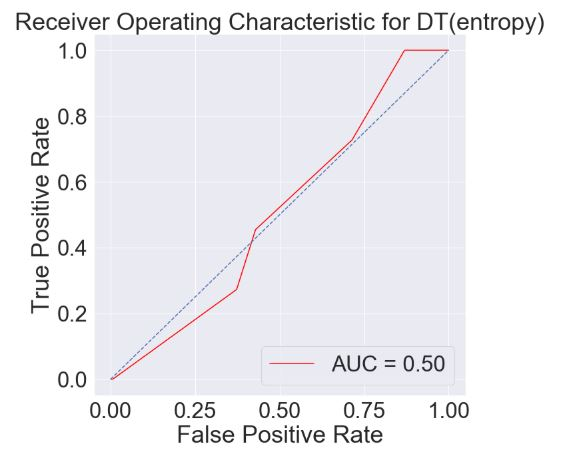 Receiver Operating Characteristic for DT(entropy)
1.0
0.8
0.6
0.4
0.2
0.0
True Positive Rate
AUC = 0.50
0.00 0.25 0.50 0.75 1.00
False Positive Rate